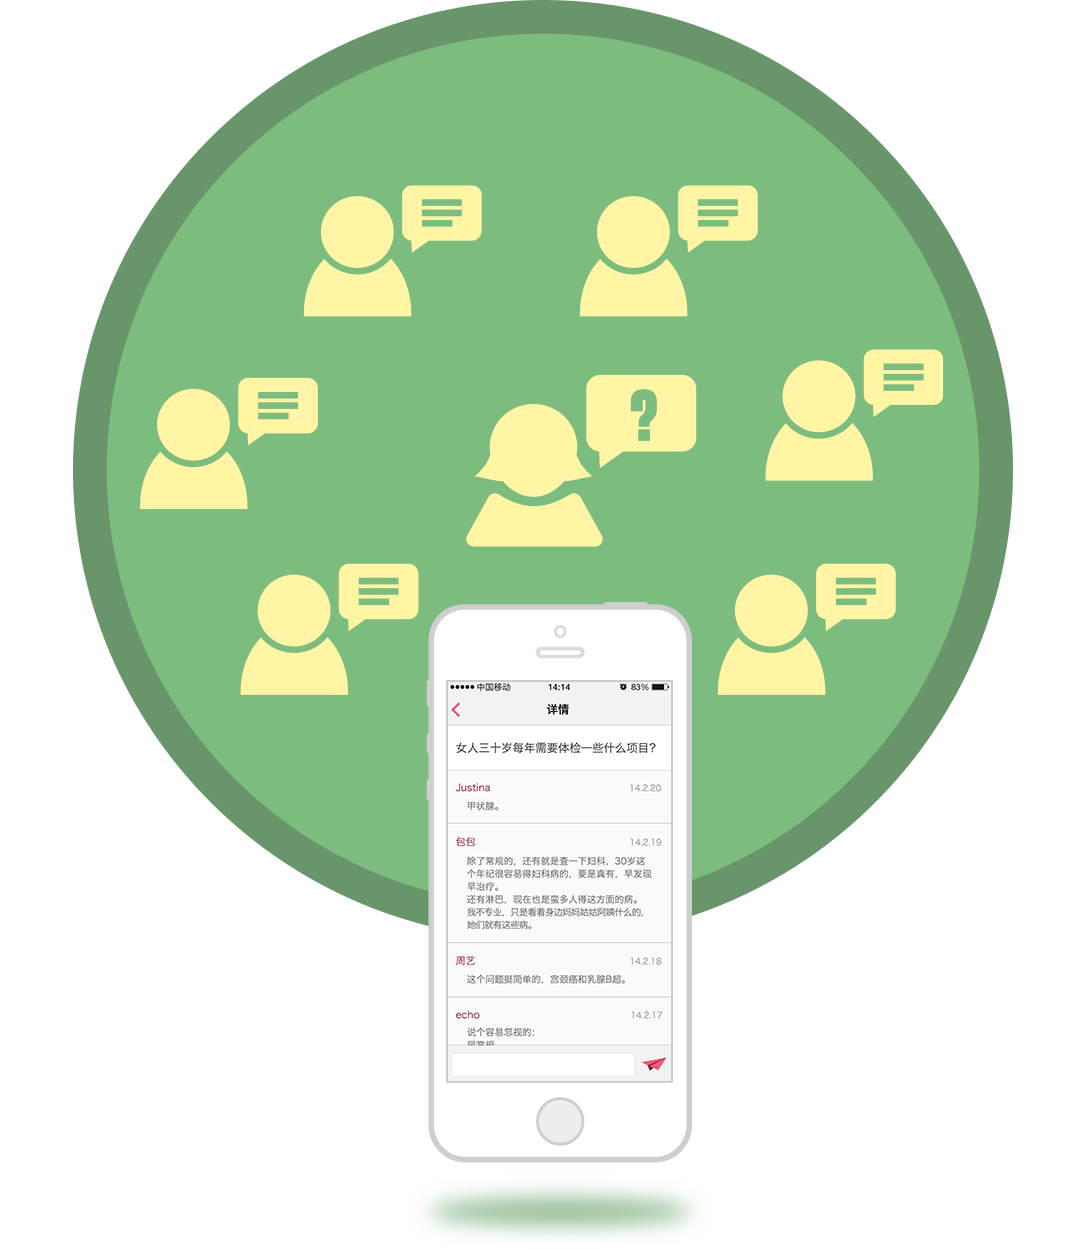 ?
中国移动 14:14 83%
详情
女人三十岁每年需要体检一些什么项目?
Justina 14.2.20
甲状腺。
包包 14.2.19
除了常规的，还有就是查一下妇科，30岁这
个年纪很容易得妇科病的，要是真有，早发现
早治疗。
还有淋巴，现在也是蛮多人得这方面的病。
我不专业，只是看着身边妈妈姑姑阿姨什么的，
她们就有这些病。
周艺 14.2.18
这个问题挺简单的，宫颈癌和乳腺B超。
echo 14.2.17
说个容易忽视的：